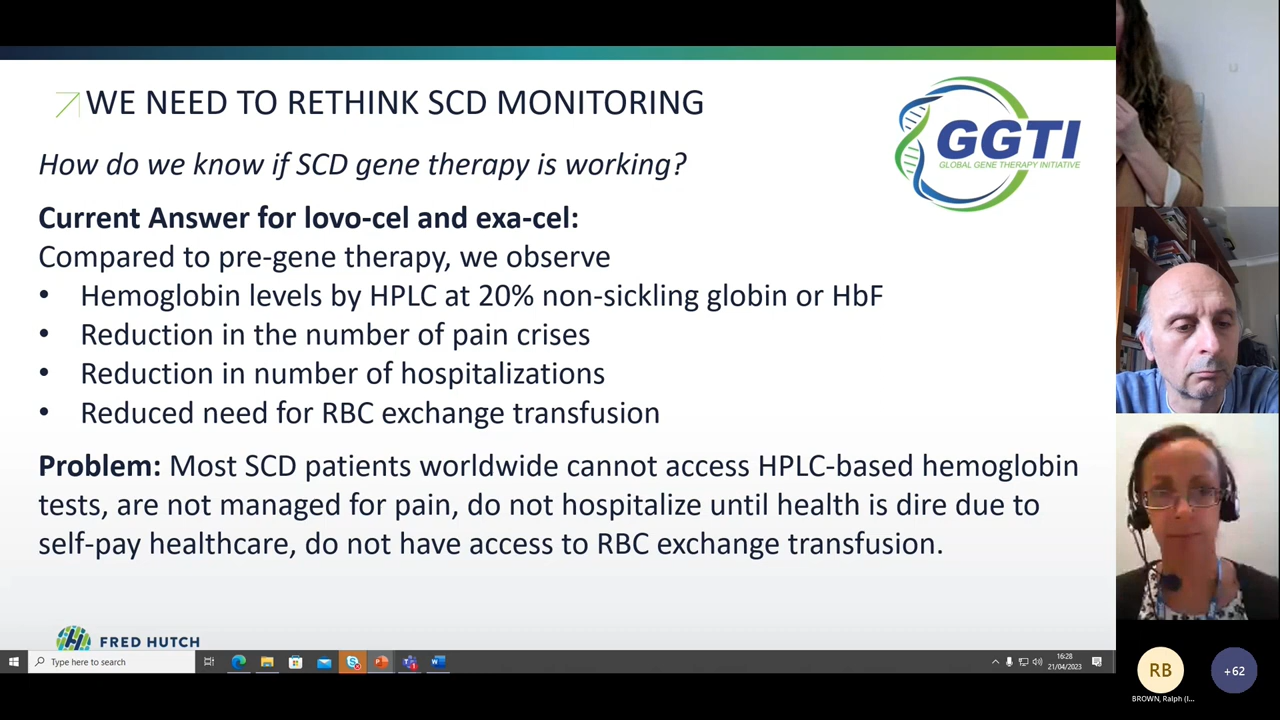 WE NEED TO RETHINK SCD MONITORING
GGTI
GLOBAL GENE THERAPY INITIATIVE
How do we know if SCD gene therapy is working?
Current Answer for lovo-cel and exa-cel:
Compared to pre-gene therapy, we observe
• Hemoglobin levels by HPLC at 20% non-sickling globin or HbF
• Reduction in the number of pain crises
• Reduction in number of hospitalizations
• Reduced need for RBC exchange transfusion
Problem: Most SCD patients worldwide cannot access HPLC-based hemoglobin
tests, are not managed for pain, do not hospitalize until health is dire due to
self-pay healthcare, do not have access to RBC exchange transfusion.
FRED HUTCH
Type here to search
16:28
21/04/2023
RB
+62
BROWN, Ralph (I...